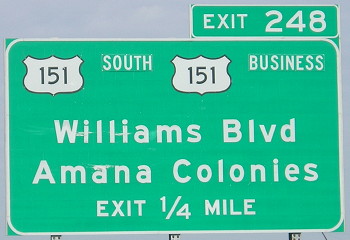 EXIT 248
151 SOUTH 151 BUSINESS
Williams Blvd
Amana Colonies
EXIT 1/4 MILE